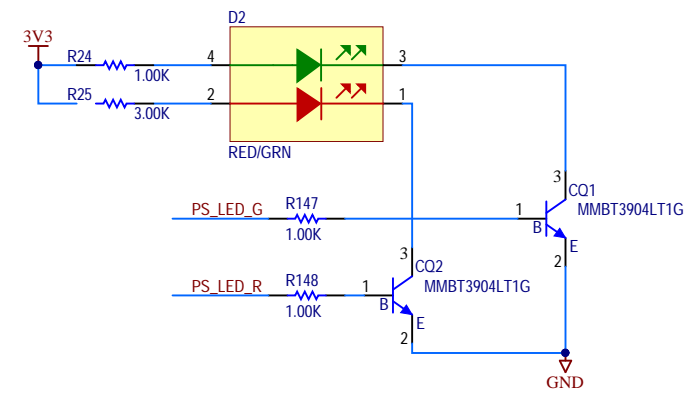 D2
3V3
R24
4
3
1.00K
R25
2
1
3.00K
RED/GRN
3
CQ1
R147
PS_LED_G
1
MMBT3904LT1G
B
1.00K
E
3
2
CQ2
R148
PS_LED_R
1
MMBT3904LT1G
B
1.00K
E
2
GND